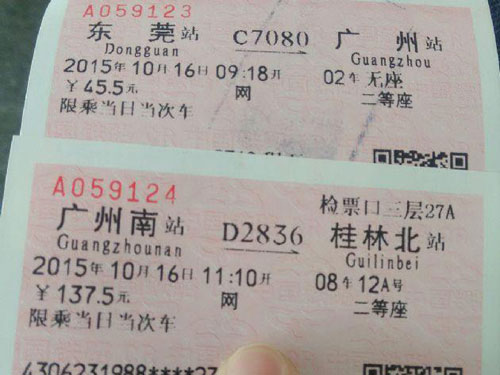 A059123
东莞站 C7080 广州站
Dongguan Guangzhou
2015年10月16日09:18开 02车无座
￥45.5元 网 二等座
限乘当日当次车
A059124 检票口三层27A
广州南站 D2836 桂林北站
Guangzhounan Guilinbei
2015年10月16日11:10开 08车12A号
￥137.5元 网 二等座
限乘当日当次车
4306231988****